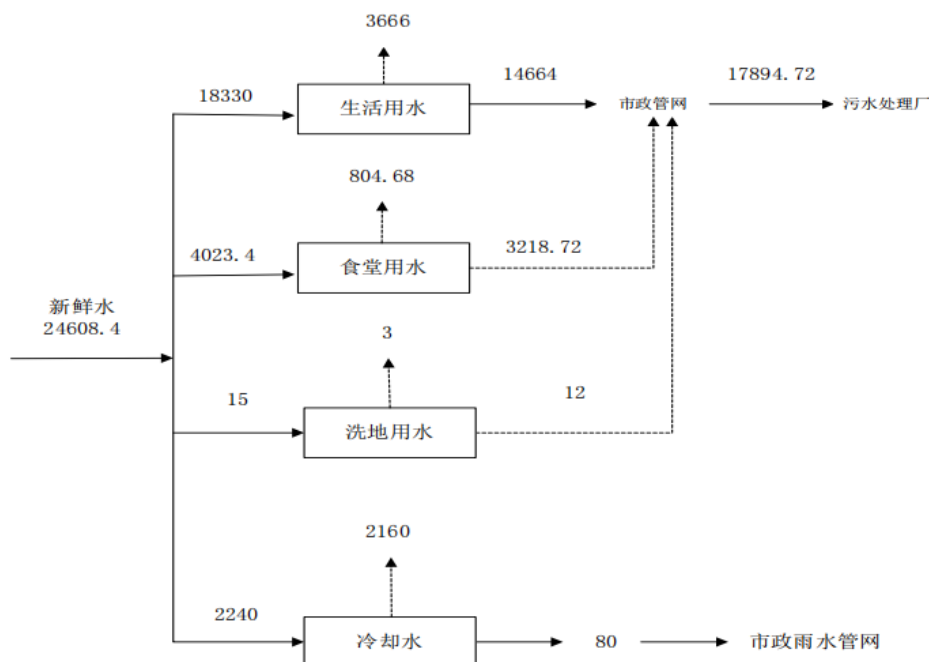 3666
18330
生活用水
14664
市政管网
17894.72
污水处理厂
804.68
4023.4
食堂用水
3218.72
新鲜水
24608.4
3
15
洗地用水
12
2160
2240
冷却水
80
市政雨水管网